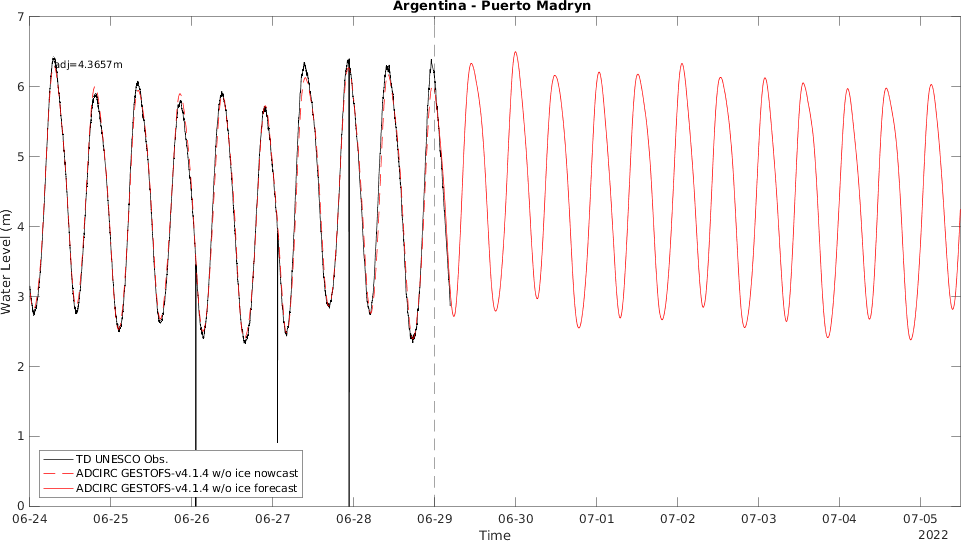 Argentina - Puerto Madryn
adj=4.3657m
7
6
5
4
3
2
1
0
Water Level (m)
TD UNESCO Obs.
ADCIRC GESTOFS-v4.1.4 w/o ice nowcast
ADCIRC GESTOFS-v4.1.4 w/o ice forecast
06-24 06-25 06-26 06-27 06-28 06-29 06-30 07-01 07-02 07-03 07-04 07-05
Time
2022